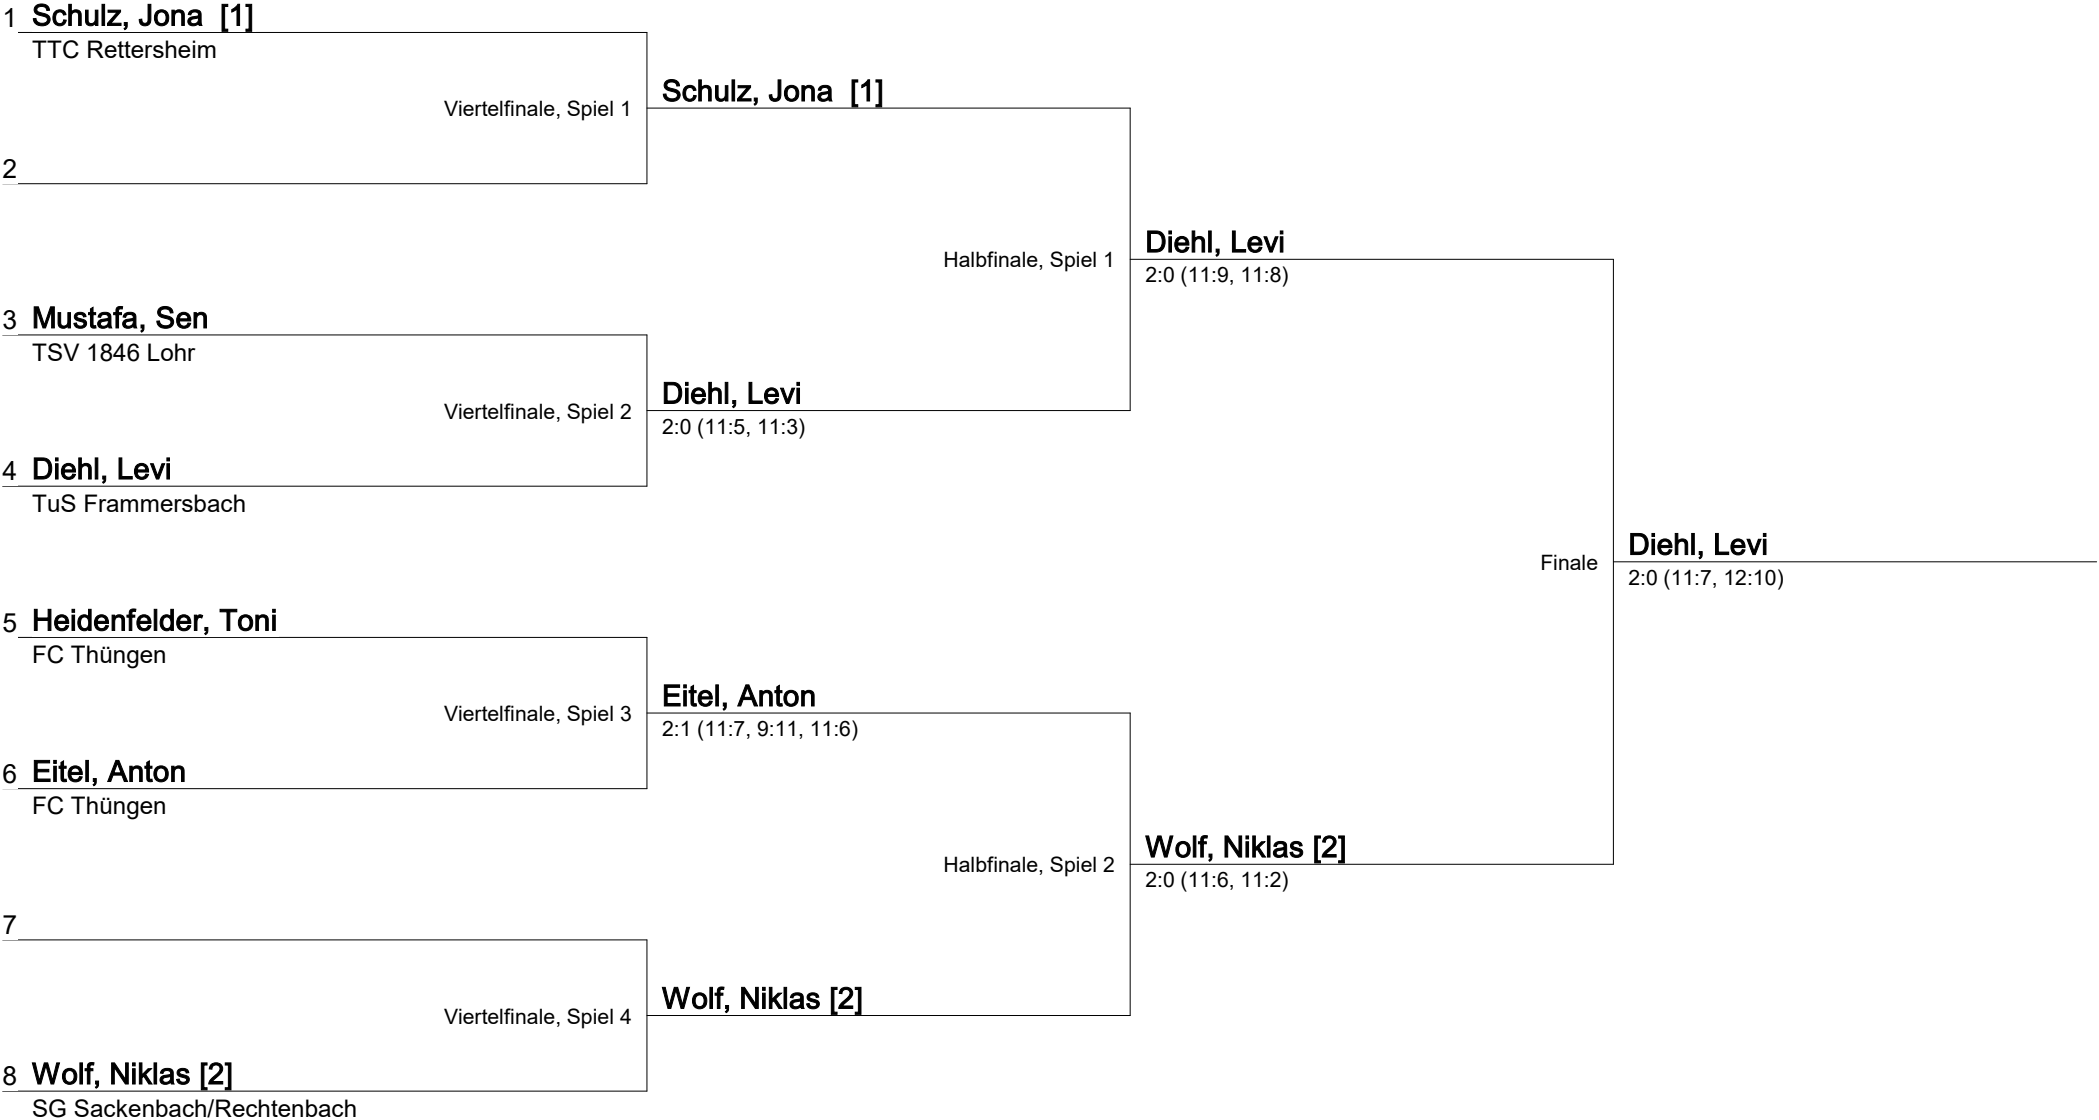 1 Schulz, Jona [1]
TTC Rettersheim
Viertelfinale, Spiel 1
Schulz, Jona [1]
2
Halbfinale, Spiel 1
Diehl, Levi
2:0 (11:9, 11:8)
3 Mustafa, Sen
TSV 1846 Lohr
Viertelfinale, Spiel 2
Diehl, Levi
2:0 (11:5, 11:3)
4 Diehl, Levi
TuS Frammersbach
Finale
Diehl, Levi
2:0 (11:7, 12:10)
5 Heidenfelder, Toni
FC Thüngen
Viertelfinale, Spiel 3
Eitel, Anton
2:1 (11:7, 9:11, 11:6)
6 Eitel, Anton
FC Thüngen
Halbfinale, Spiel 2
Wolf, Niklas [2]
2:0 (11:6, 11:2)
7
Viertelfinale, Spiel 4
Wolf, Niklas [2]
8 Wolf, Niklas [2]
SG Sackenbach/Rechtenbach